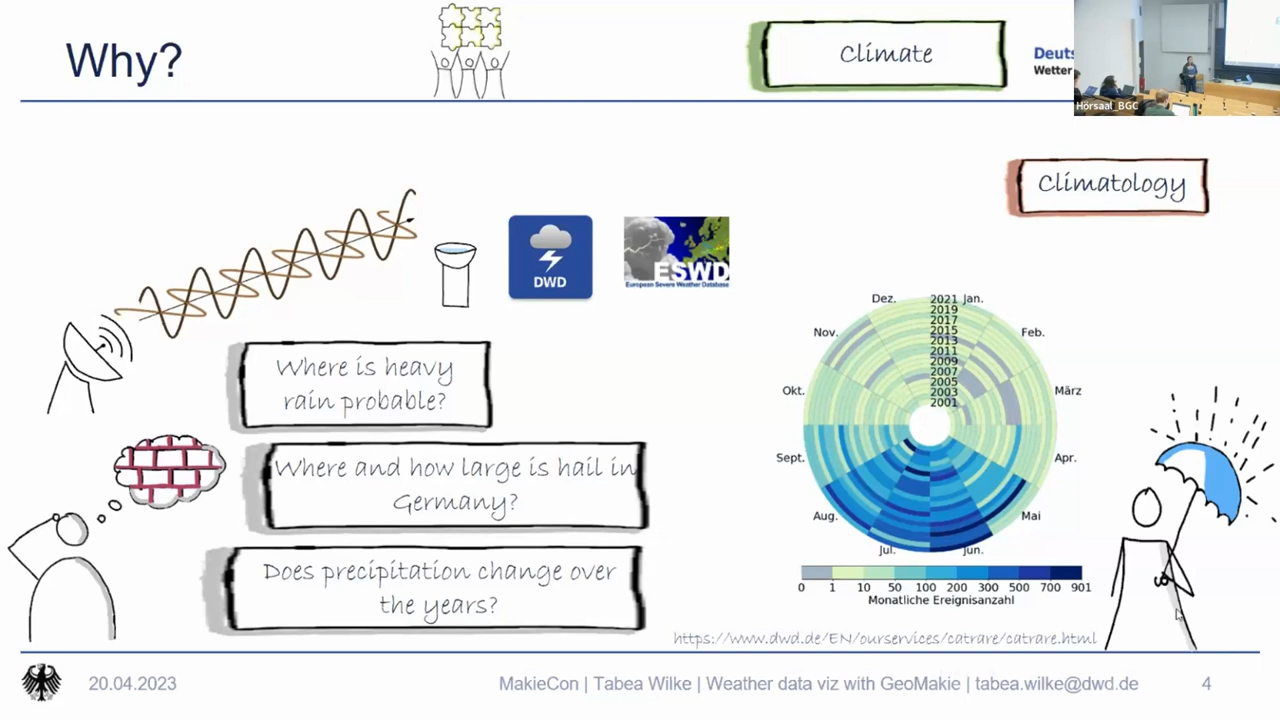 Why?
Climate
Deuts
Wetter
Hörsaal_BGC
Climatology
DWD
ESWD
European Severe Weather Database
Where is heavy
rain probable?
Where and how large is hail in
Germany?
Does precipitation change over
the years?
Dez.
2021
Jan.
2019
2017
2015
2013
2011
2009
2007
2005
2003
2001
Nov.
Feb.
Okt.
März
Sept.
Apr.
Aug.
Mai
Jul.
Jun.
0 1 10 50 100 200 300 500 700 901
Monatliche Ereignisanzahl
https://www.dwd.de/EN/ourservices/catrare/catrare.html
20.04.2023
MakieCon | Tabea Wilke | Weather data viz with GeoMakie | tabea.wilke@dwd.de
4